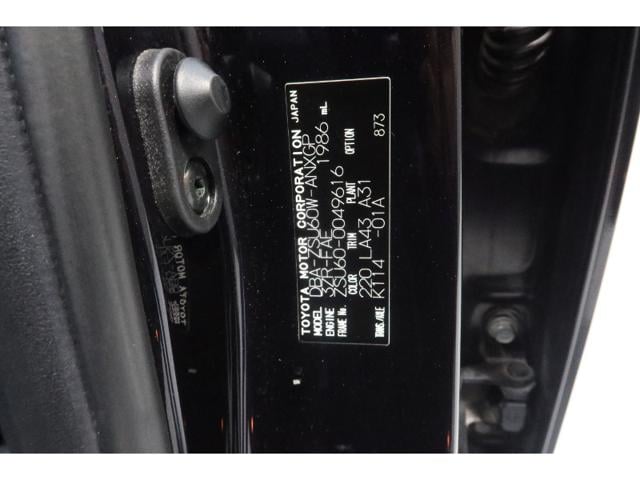 TOYOTA MOTOR CORPORATION JAPAN
MODEL DBA-ZSU60W-ANXGP
ENGINE 3ZR-FAE 1986 mL
FRAME No. ZSU60-0049616
COLOR TRIM PLANT OPTION
220 LA43 A31 873
TRANS/AXLE K114 -01A